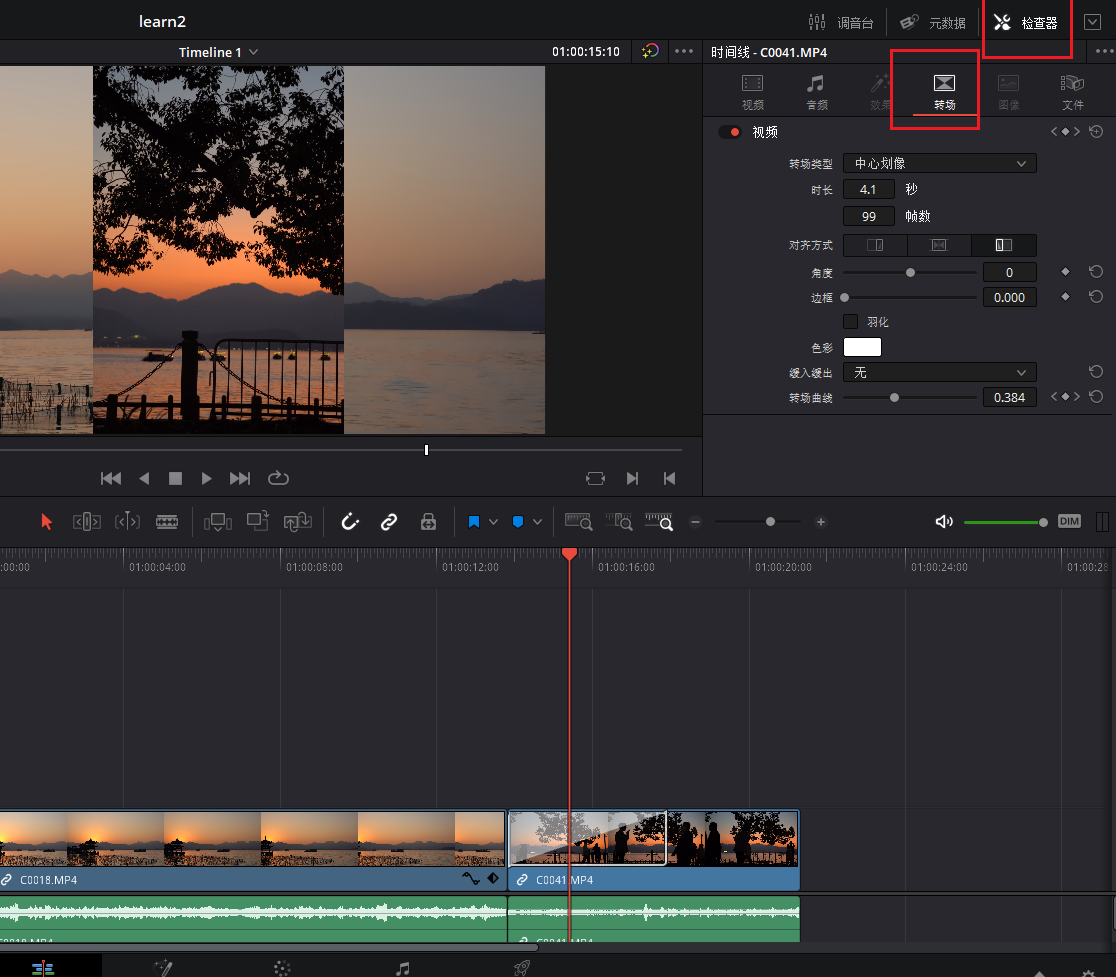 learn2
调音台
元数据
检查器
Timeline 1
01:00:15:10
时间线 - C0041.MP4
视频
音频
效果
转场
图像
文件
视频
转场类型
中心划像
时长
4.1
秒
99
帧数
对齐方式
角度
0
边框
0.000
羽化
色彩
缓入缓出
无
转场曲线
0.384
DIM
:00:00
01:00:04:00
01:00:08:00
01:00:12:00
01:00:16:00
01:00:20:00
01:00:24:00
01:00:28
C0018.MP4
C0041.MP4
C0018.MP4
C0041.MP4